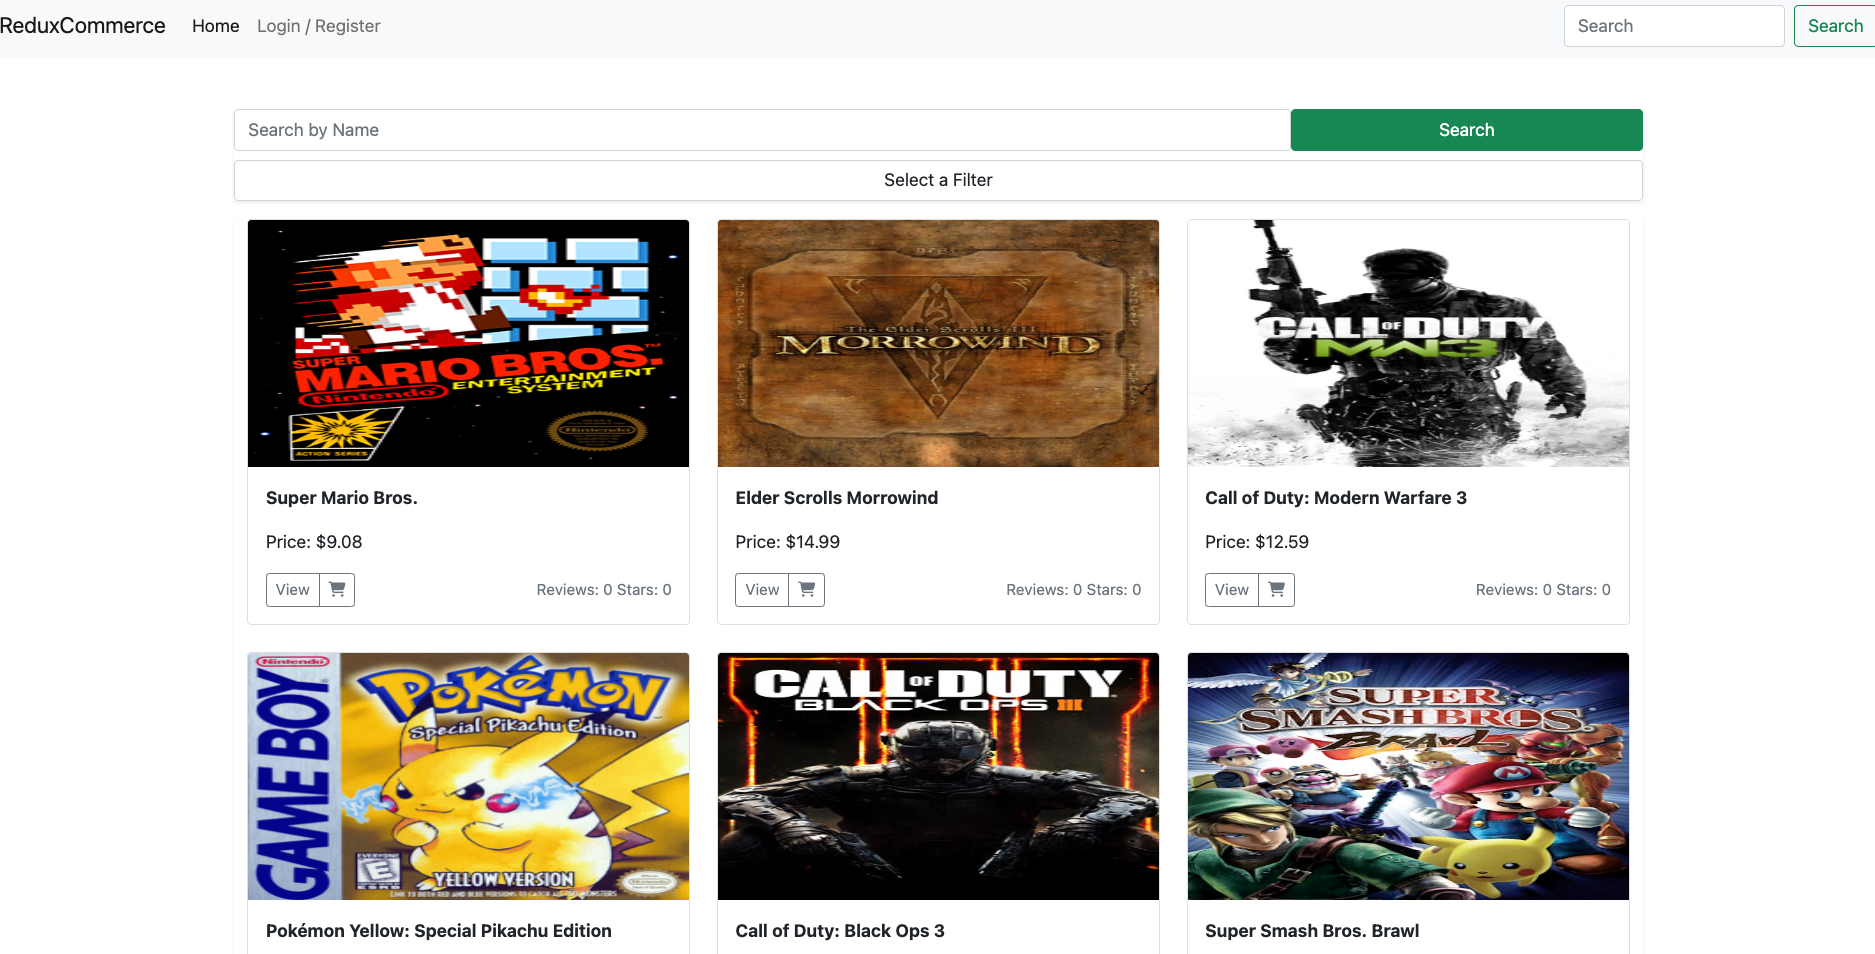 ReduxCommerce Home Login / Register Search Search
Search by Name Search
Select a Filter
SUPER
MARIO BROS.™
Nintendo ENTERTAINMENT
SYSTEM
Nintendo
ACTION SERIES
The Elder Scrolls III
MORROWIND
CALL OF DUTY
MW3
Super Mario Bros.
Price: $9.08
View Reviews: 0 Stars: 0
Elder Scrolls Morrowind
Price: $14.99
View Reviews: 0 Stars: 0
Call of Duty: Modern Warfare 3
Price: $12.59
View Reviews: 0 Stars: 0
Nintendo
GAME BOY
POKéMON
Special Pikachu Edition
EVERYONE
E
YELLOW VERSION
CALL OF DUTY
BLACK OPS III
SUPER
SMASH BROS.
BRAWL
Pokémon Yellow: Special Pikachu Edition
Call of Duty: Black Ops 3
Super Smash Bros. Brawl